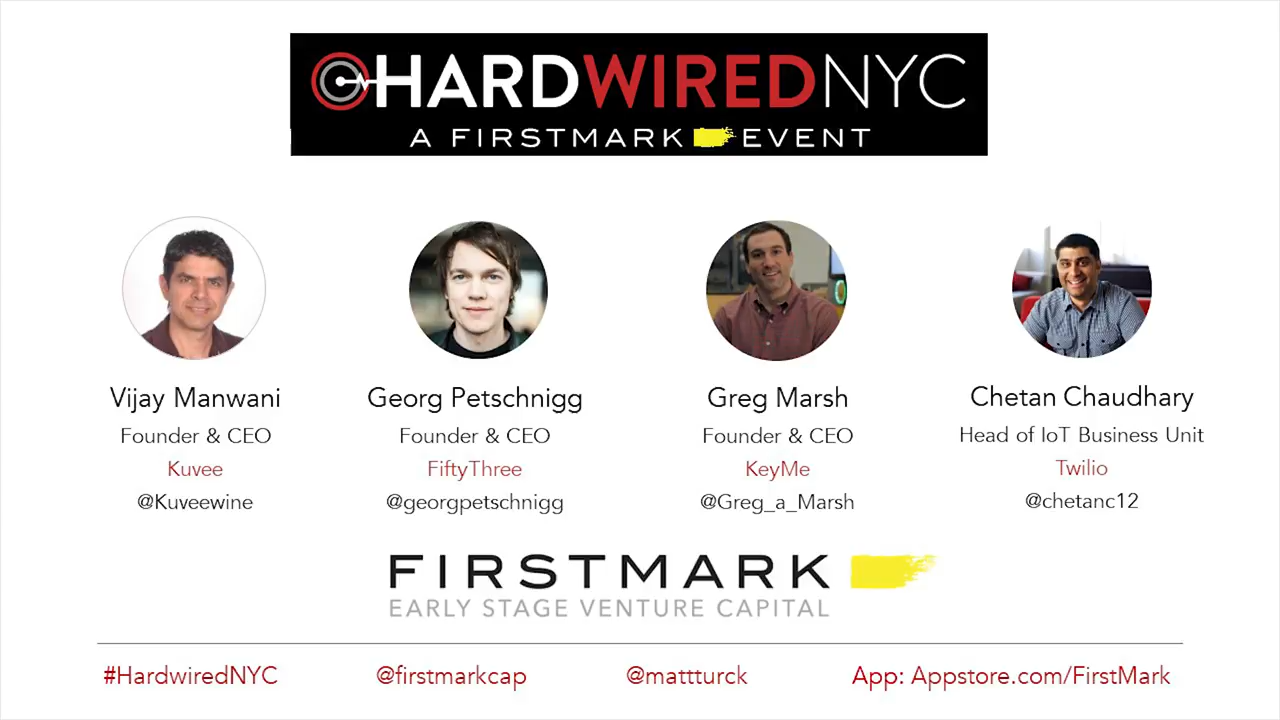 HARDWIREDNYC
A FIRSTMARK EVENT
Vijay Manwani
Founder & CEO
Kuvee
@Kuveewine
Georg Petschnigg
Founder & CEO
FiftyThree
@georgpetschnigg
Greg Marsh
Founder & CEO
KeyMe
@Greg_a_Marsh
Chetan Chaudhary
Head of IoT Business Unit
Twilio
@chetanc12
FIRSTMARK
EARLY STAGE VENTURE CAPITAL
#HardwiredNYC @firstmarkcap @mattturck App: Appstore.com/FirstMark